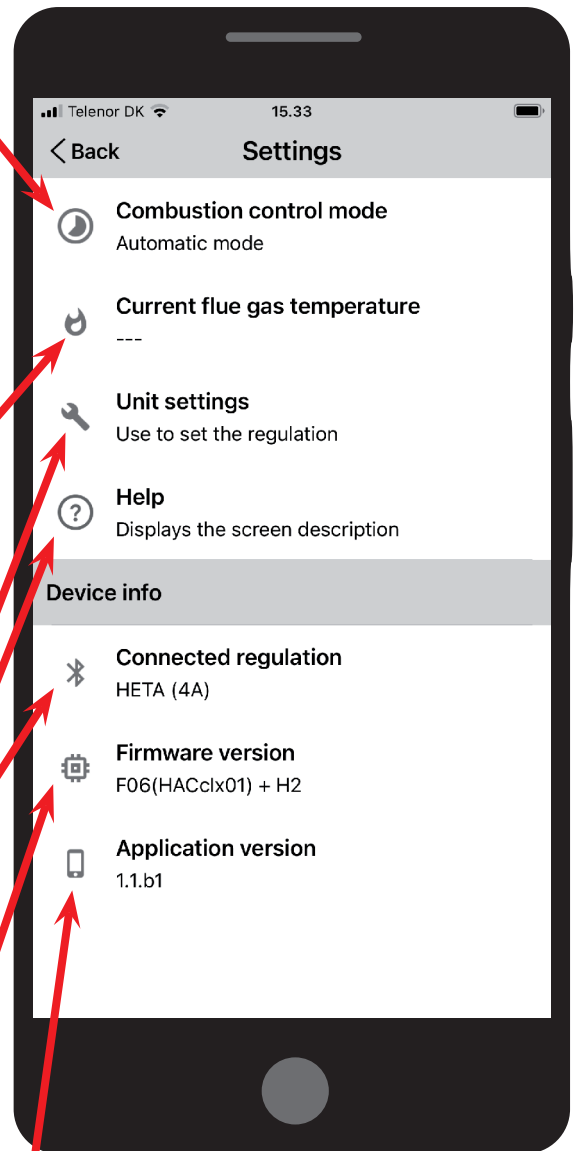 Telenor DK 15.33
Back Settings
Combustion control mode
Automatic mode
Current flue gas temperature
---
Unit settings
Use to set the regulation
Help
Displays the screen description
Device info
Connected regulation
HETA (4A)
Firmware version
F06(HACclx01) + H2
Application version
1.1.b1